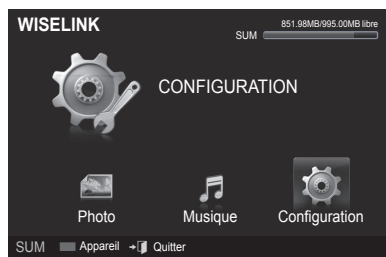 WISELINK
851.98MB/995.00MB libre
SUM
CONFIGURATION
Photo Musique Configuration
SUM Appareil Quitter